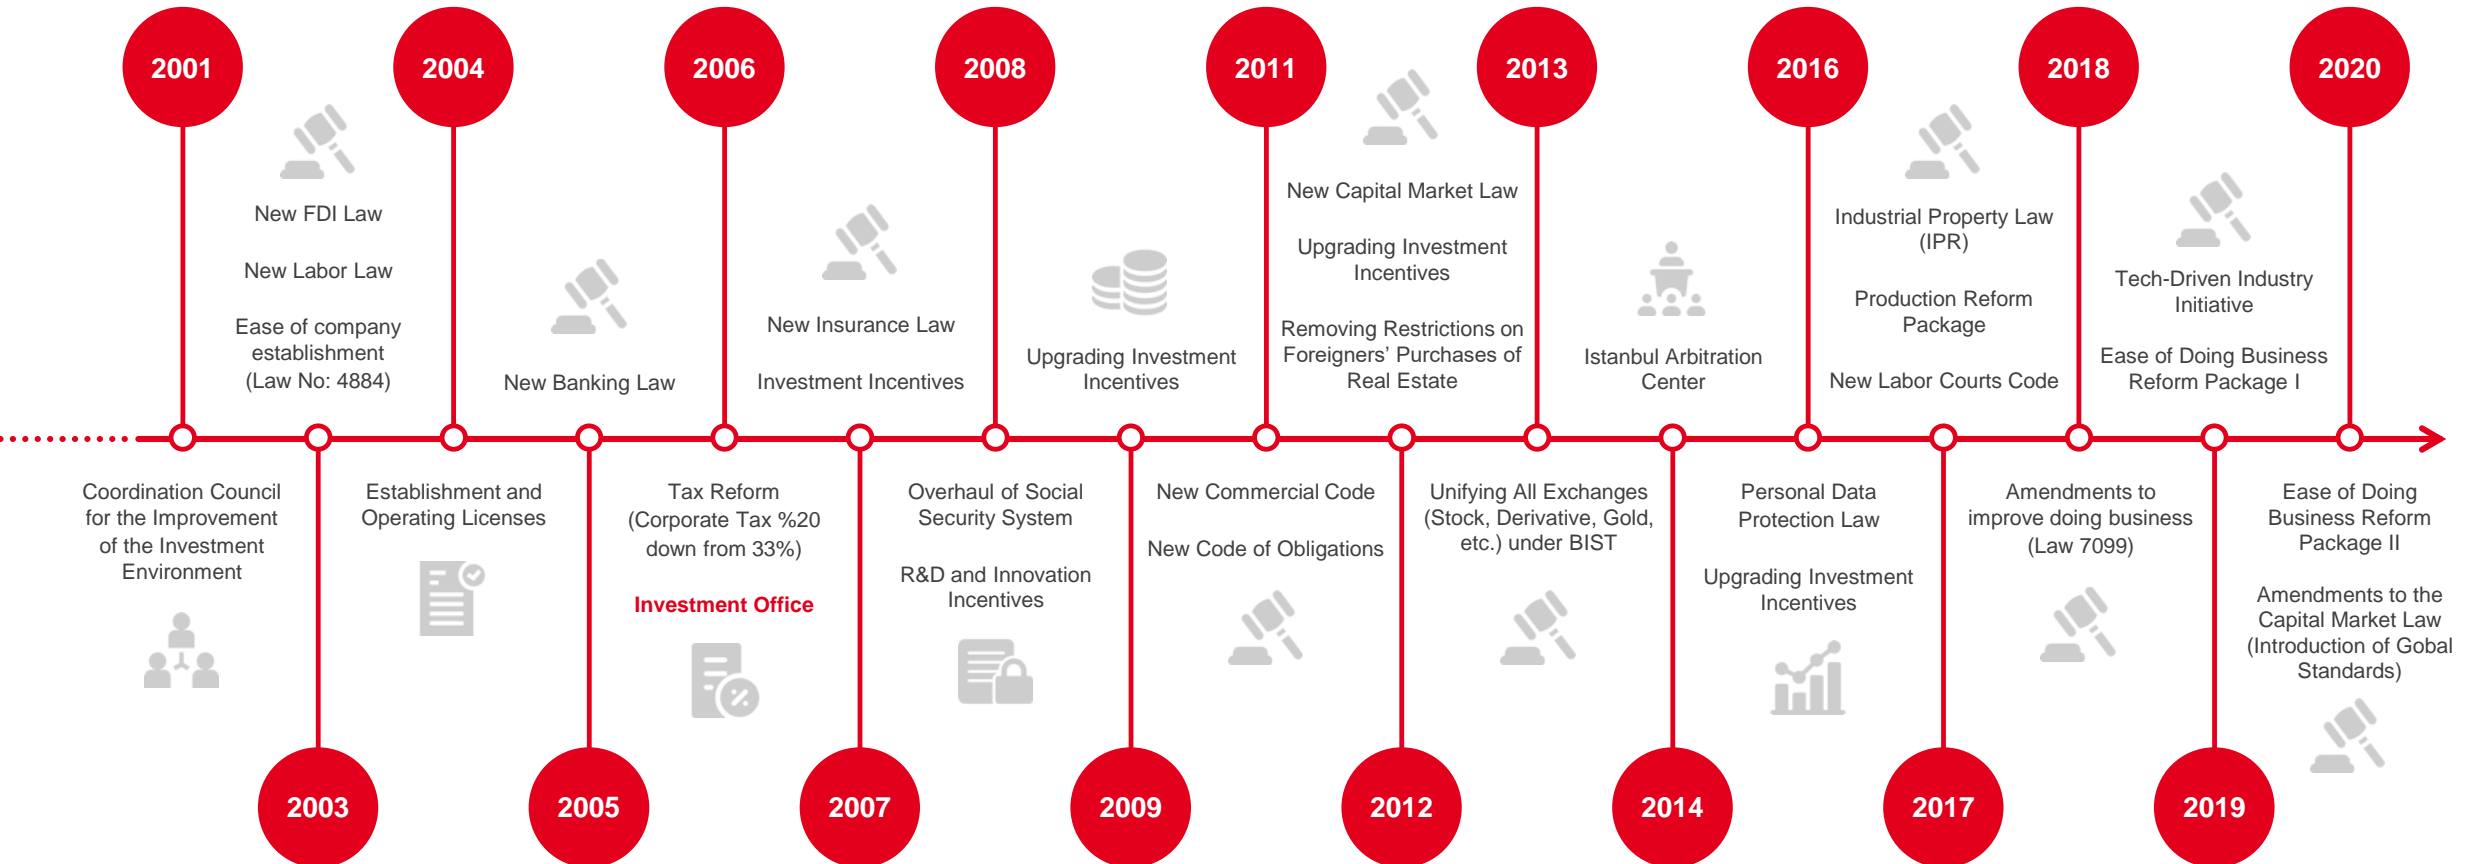 2001
2004
2006
2008
2011
2013
2016
2018
2020
New FDI Law
New Labor Law
Ease of company
establishment
(Law No: 4884)
New Banking Law
New Insurance Law
Investment Incentives
Upgrading Investment
Incentives
New Capital Market Law
Upgrading Investment
Incentives
Removing Restrictions on
Foreigners’ Purchases of
Real Estate
Istanbul Arbitration
Center
Industrial Property Law
(IPR)
Production Reform
Package
New Labor Courts Code
Tech-Driven Industry
Initiative
Ease of Doing Business
Reform Package I
Coordination Council
for the Improvement
of the Investment
Environment
Establishment and
Operating Licenses
Tax Reform
(Corporate Tax %20
down from 33%)
Investment Office
Overhaul of Social
Security System
R&D and Innovation
Incentives
New Commercial Code
New Code of Obligations
Unifying All Exchanges
(Stock, Derivative, Gold,
etc.) under BIST
Personal Data
Protection Law
Upgrading Investment
Incentives
Amendments to
improve doing business
(Law 7099)
Ease of Doing
Business Reform
Package II
Amendments to the
Capital Market Law
(Introduction of Gobal
Standards)
2003
2005
2007
2009
2012
2014
2017
2019